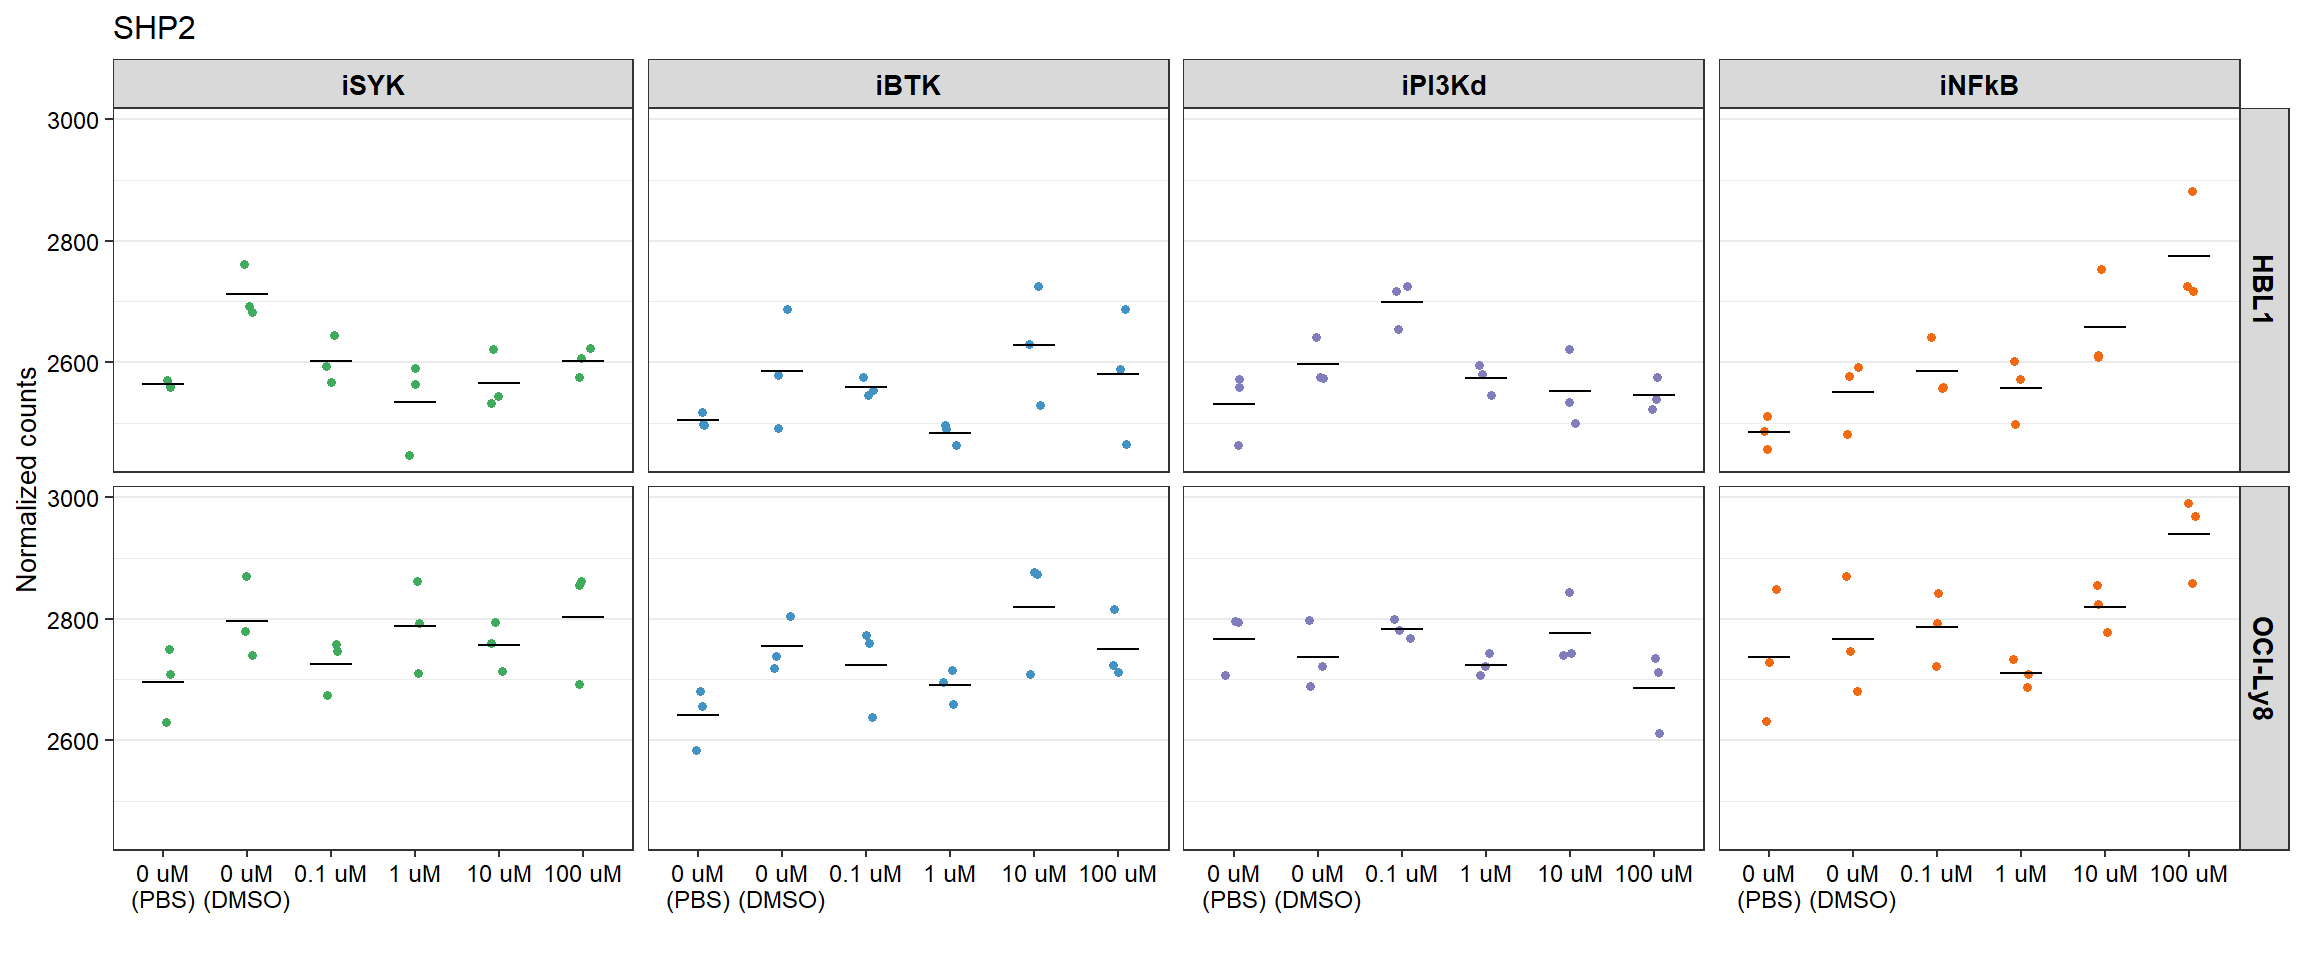 SHP2
iSYK iBTK iPI3Kd iNFkB
3000
2800
2600
HBL1
Normalized counts
3000
2800
2600
OCI-Ly8
0 uM 0 uM 0.1 uM 1 uM 10 uM 100 uM 0 uM 0 uM 0.1 uM 1 uM 10 uM 100 uM 0 uM 0 uM 0.1 uM 1 uM 10 uM 100 uM 0 uM 0 uM 0.1 uM 1 uM 10 uM 100 uM
(PBS) (DMSO) (PBS) (DMSO) (PBS) (DMSO) (PBS) (DMSO)